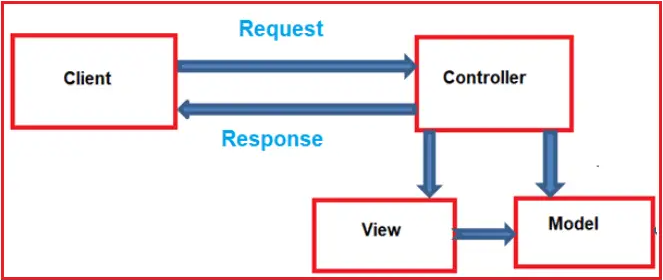 Request
Client
Controller
Response
View
Model